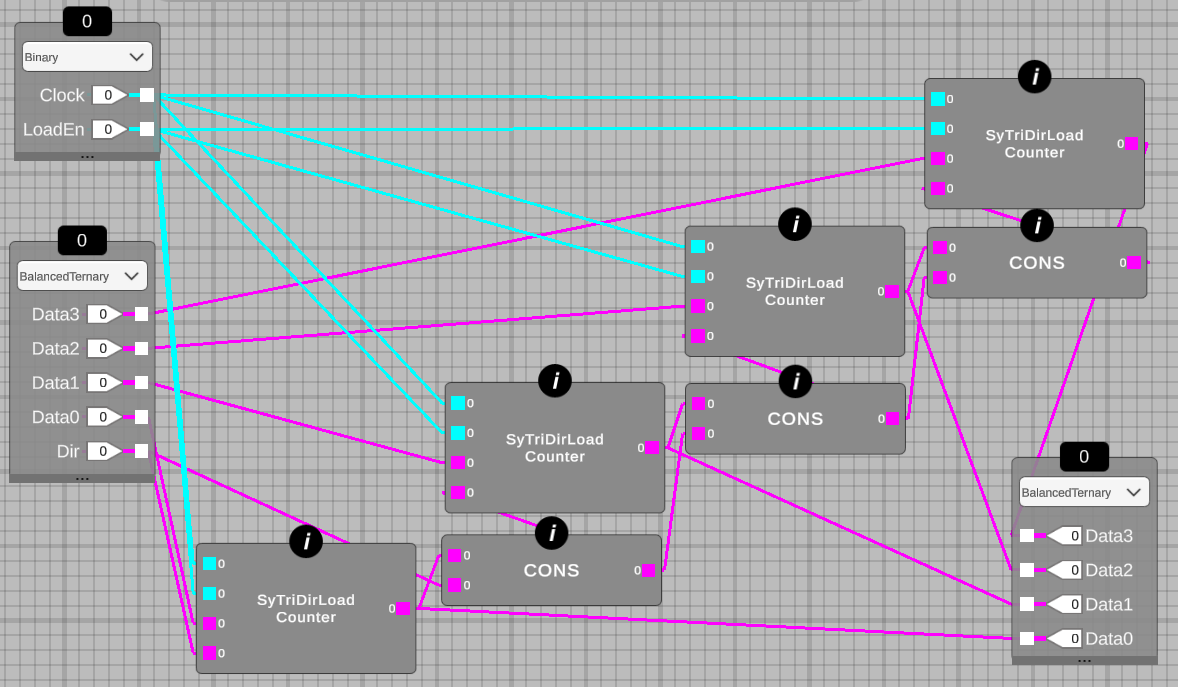 0
Binary
Clock 0
LoadEn 0
...
i
0
0
SyTriDirLoad
Counter
0
0
0
0
BalancedTernary
Data3 0
Data2 0
Data1 0
Data0 0
Dir 0
...
i
0
0
SyTriDirLoad
Counter
0
0
0
i
0
CONS
0
0
i
0
0
SyTriDirLoad
Counter
0
0
0
i
0
CONS
0
0
0
BalancedTernary
0 Data3
0 Data2
0 Data1
0 Data0
...
i
0
0
SyTriDirLoad
Counter
0
0
0
i
0
CONS
0
0